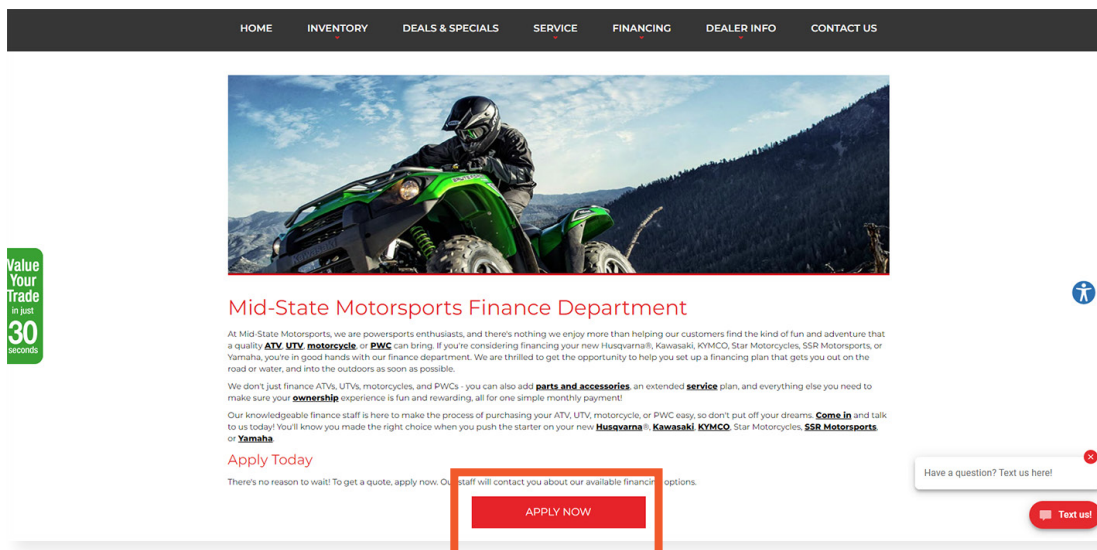 HOME INVENTORY DEALS & SPECIALS SERVICE FINANCING DEALER INFO CONTACT US
Value
Your
Trade
in just
30
seconds
Mid-State Motorsports Finance Department
At Mid-State Motorsports, we are powersports enthusiasts, and there's nothing we enjoy more than helping our customers find the kind of fun and adventure that
a quality ATV, UTV, motorcycle, or PWC can bring. If you're considering financing your new Husqvarna®, Kawasaki, KYMCO, Star Motorcycles, SSR Motorsports, or
Yamaha, you're in good hands with our finance department. We are thrilled to get the opportunity to help you set up a financing plan that gets you out on the
road or water, and into the outdoors as soon as possible.
We don't just finance ATVs, UTVs, motorcycles, and PWCs - you can also add parts and accessories, an extended service plan, and everything else you need to
make sure your ownership experience is fun and rewarding, all for one simple monthly payment!
Our knowledgeable finance staff is here to make the process of purchasing your ATV, UTV, motorcycle, or PWC easy, so don't put off your dreams. Come in and talk
to us today! You'll know you made the right choice when you push the starter on your new Husqvarna®, Kawasaki, KYMCO, Star Motorcycles, SSR Motorsports,
or Yamaha.
Apply Today
There's no reason to wait! To get a quote, apply now. Our staff will contact you about our available financing options.
APPLY NOW
Have a question? Text us here!
Text us!